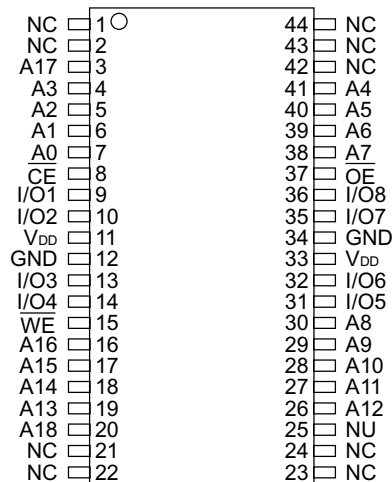 NC 1 44 NC
NC 2 43 NC
A17 3 42 NC
A3 4 41 A4
A2 5 40 A5
A1 6 39 A6
A0 7 38 A7
C̅E̅ 8 37 O̅E̅
I/O1 9 36 I/O8
I/O2 10 35 I/O7
VDD 11 34 GND
GND 12 33 VDD
I/O3 13 32 I/O6
I/O4 14 31 I/O5
W̅E̅ 15 30 A8
A16 16 29 A9
A15 17 28 A10
A14 18 27 A11
A13 19 26 A12
A18 20 25 NU
NC 21 24 NC
NC 22 23 NC